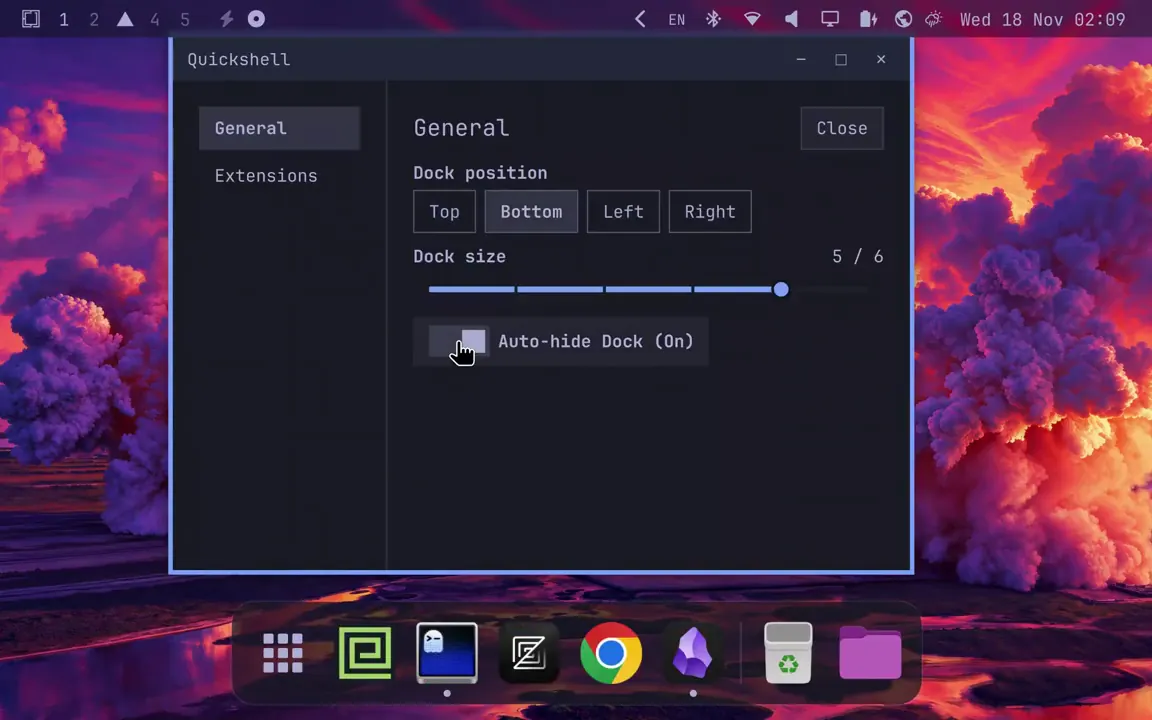 1 2 4 5 EN Wed 18 Nov 02:09
Quickshell
General
Extensions
General Close
Dock position
Top Bottom Left Right
Dock size 5 / 6
Auto-hide Dock (On)